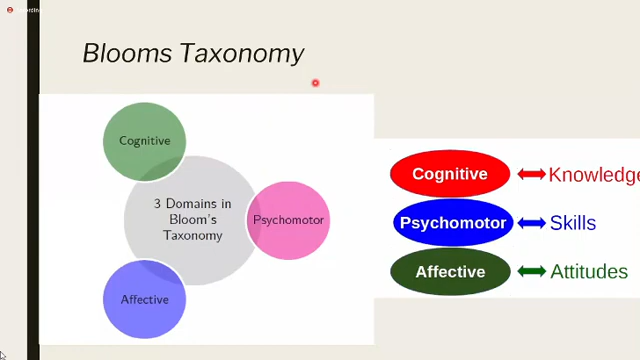 Blooms Taxonomy
Cognitive
3 Domains in
Bloom's
Taxonomy
Psychomotor
Affective
Cognitive Knowledge
Psychomotor Skills
Affective Attitudes